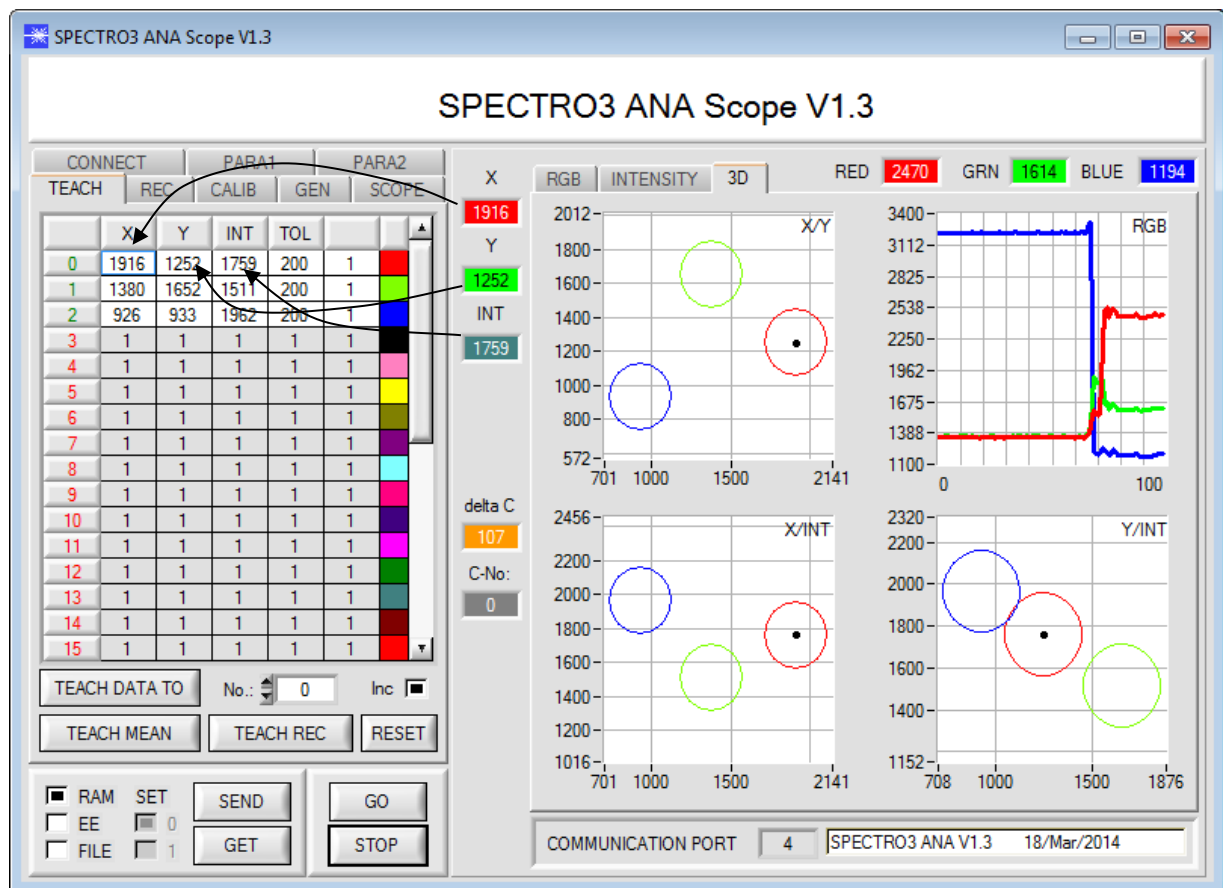 SPECTRO3 ANA Scope V1.3
SPECTRO3 ANA Scope V1.3
CONNECT PARA1 PARA2
TEACH REC CALIB GEN SCOPE
X Y INT TOL
0 1916 1252 1759 200 1
1 1380 1652 1511 200 1
2 926 933 1962 200 1
3 1 1 1 1 1
4 1 1 1 1 1
5 1 1 1 1 1
6 1 1 1 1 1
7 1 1 1 1 1
8 1 1 1 1 1
9 1 1 1 1 1
10 1 1 1 1 1
11 1 1 1 1 1
12 1 1 1 1 1
13 1 1 1 1 1
14 1 1 1 1 1
15 1 1 1 1 1
TEACH DATA TO No.: 0 Inc
TEACH MEAN TEACH REC RESET
RAM SET
EE 0
FILE 1
SEND
GET
GO
STOP
X
1916
Y
1252
INT
1759
delta C
107
C-No:
0
RGB INTENSITY 3D
RED 2470 GRN 1614 BLUE 1194
X/Y
2012
1800
1600
1400
1200
1000
800
572
701 1000 1500 2141
RGB
3400
3112
2825
2538
2250
1962
1675
1388
1100
0 100
X/INT
2456
2200
2000
1800
1600
1400
1200
1016
701 1000 1500 2141
Y/INT
2320
2200
2000
1800
1600
1400
1152
708 1000 1500 1876
COMMUNICATION PORT 4 SPECTRO3 ANA V1.3 18/Mar/2014